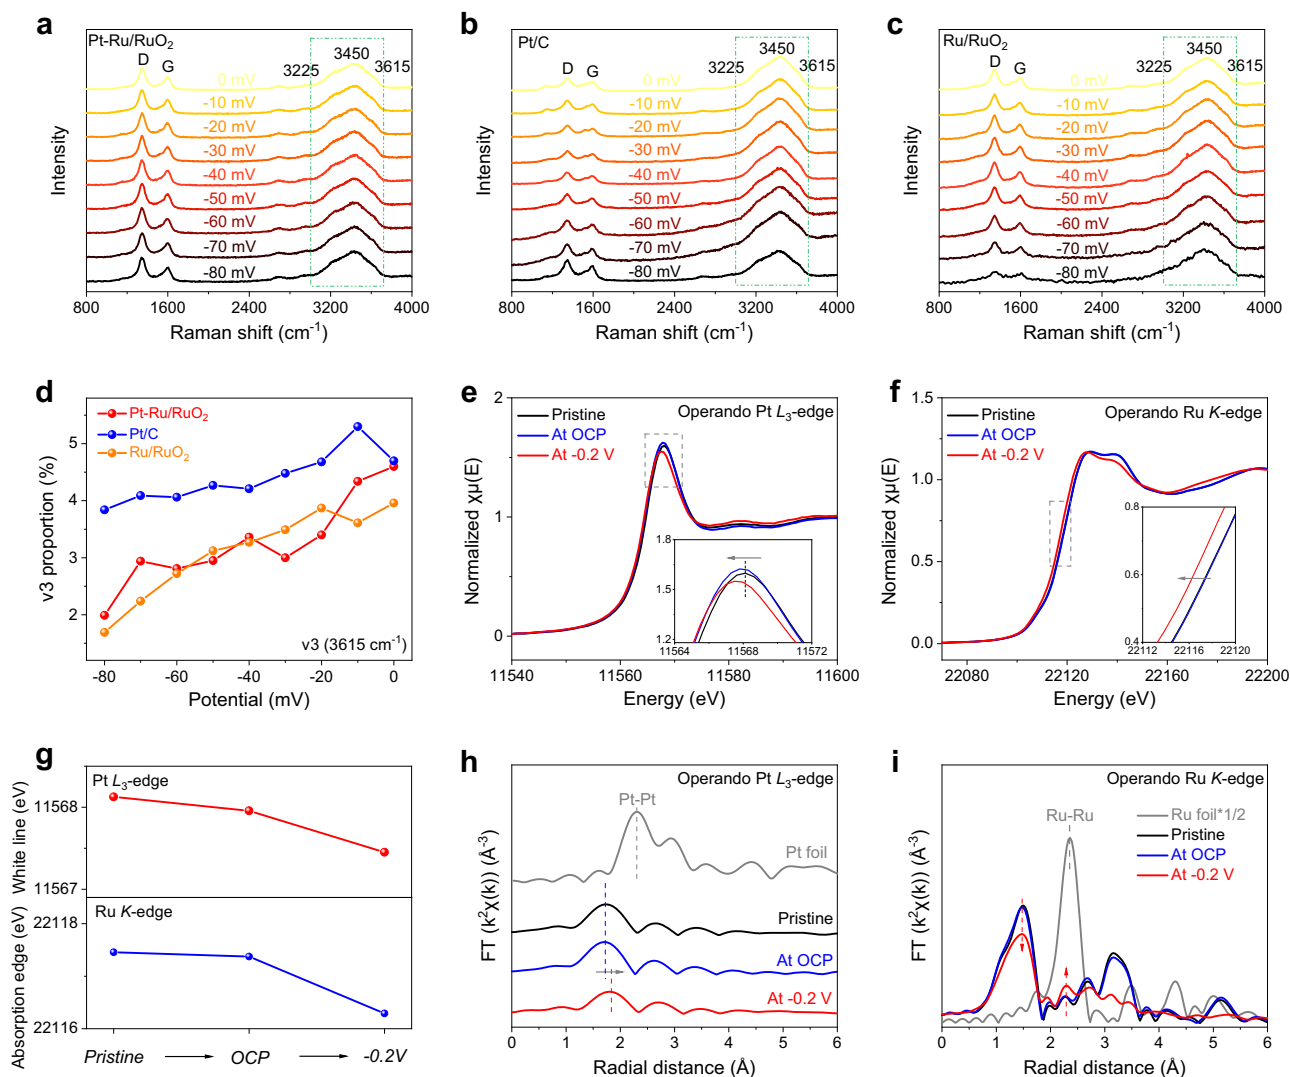 a
Pt-Ru/RuO₂
D
G
3225
3450
3615
0 mV
-10 mV
-20 mV
-30 mV
-40 mV
-50 mV
-60 mV
-70 mV
-80 mV
Intensity
800 1600 2400 3200 4000
Raman shift (cm⁻¹)
b
Pt/C
D
G
3225
3450
3615
0 mV
-10 mV
-20 mV
-30 mV
-40 mV
-50 mV
-60 mV
-70 mV
-80 mV
Intensity
800 1600 2400 3200 4000
Raman shift (cm⁻¹)
c
Ru/RuO₂
D
G
3225
3450
3615
0 mV
-10 mV
-20 mV
-30 mV
-40 mV
-50 mV
-60 mV
-70 mV
-80 mV
Intensity
800 1600 2400 3200 4000
Raman shift (cm⁻¹)
d
Pt-Ru/RuO₂
Pt/C
Ru/RuO₂
5
4
3
2
v3 proportion (%)
v3 (3615 cm⁻¹)
-80 -60 -40 -20 0
Potential (mV)
e
Pristine
At OCP
At -0.2 V
Operando Pt L₃-edge
2
1
0
Normalized χμ(E)
1.8
1.5
1.2
11564 11568 11572
11540 11560 11580 11600
Energy (eV)
f
Pristine
At OCP
At -0.2 V
Operando Ru K-edge
1.5
1.0
0.5
0.0
Normalized χμ(E)
0.8
0.6
0.4
22112 22116 22120
22080 22120 22160 22200
Energy (eV)
g
Pt L₃-edge
11568
11567
White line (eV)
Ru K-edge
22118
22116
Absorption edge (eV)
Pristine OCP -0.2V
h
Operando Pt L₃-edge
Pt-Pt
Pt foil
Pristine
At OCP
At -0.2 V
FT (k²χ(k)) (Å⁻³)
0 1 2 3 4 5 6
Radial distance (Å)
i
Operando Ru K-edge
Ru-Ru
Ru foil*1/2
Pristine
At OCP
At -0.2 V
FT (k²χ(k)) (Å⁻³)
0 1 2 3 4 5 6
Radial distance (Å)